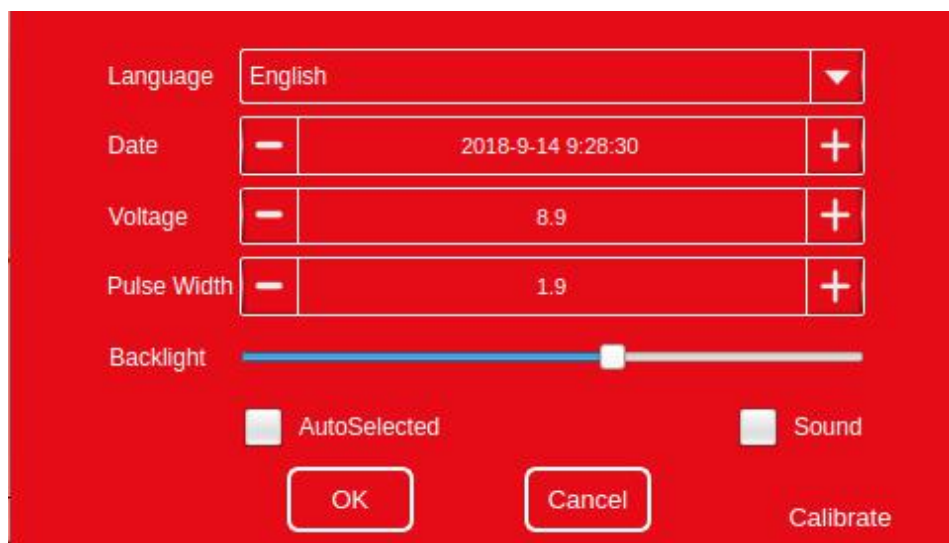 Language English
Date 2018-9-14 9:28:30
Voltage 8.9
Pulse Width 1.9
Backlight
AutoSelected Sound
OK Cancel Calibrate